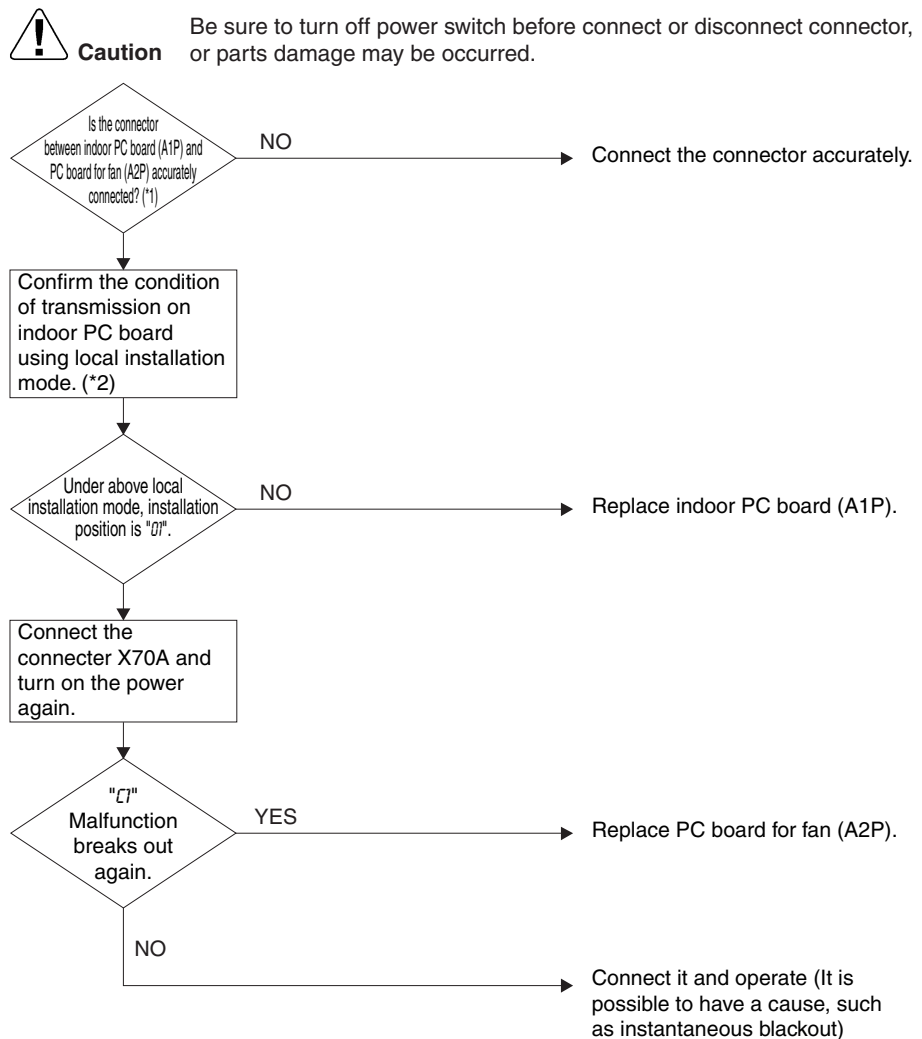 Be sure to turn off power switch before connect or disconnect connector,
Caution
or parts damage may be occurred.
Is the connector
between indoor PC board (A1P) and
PC board for fan (A2P) accurately
connected? (*1)
NO
Connect the connector accurately.
Confirm the condition
of transmission on
indoor PC board
using local installation
mode. (*2)
Under above local
installation mode, installation
position is "01".
NO
Replace indoor PC board (A1P).
Connect the
connecter X70A and
turn on the power
again.
"C1"
Malfunction
breaks out
again.
YES
Replace PC board for fan (A2P).
NO
Connect it and operate (It is
possible to have a cause, such
as instantaneous blackout)